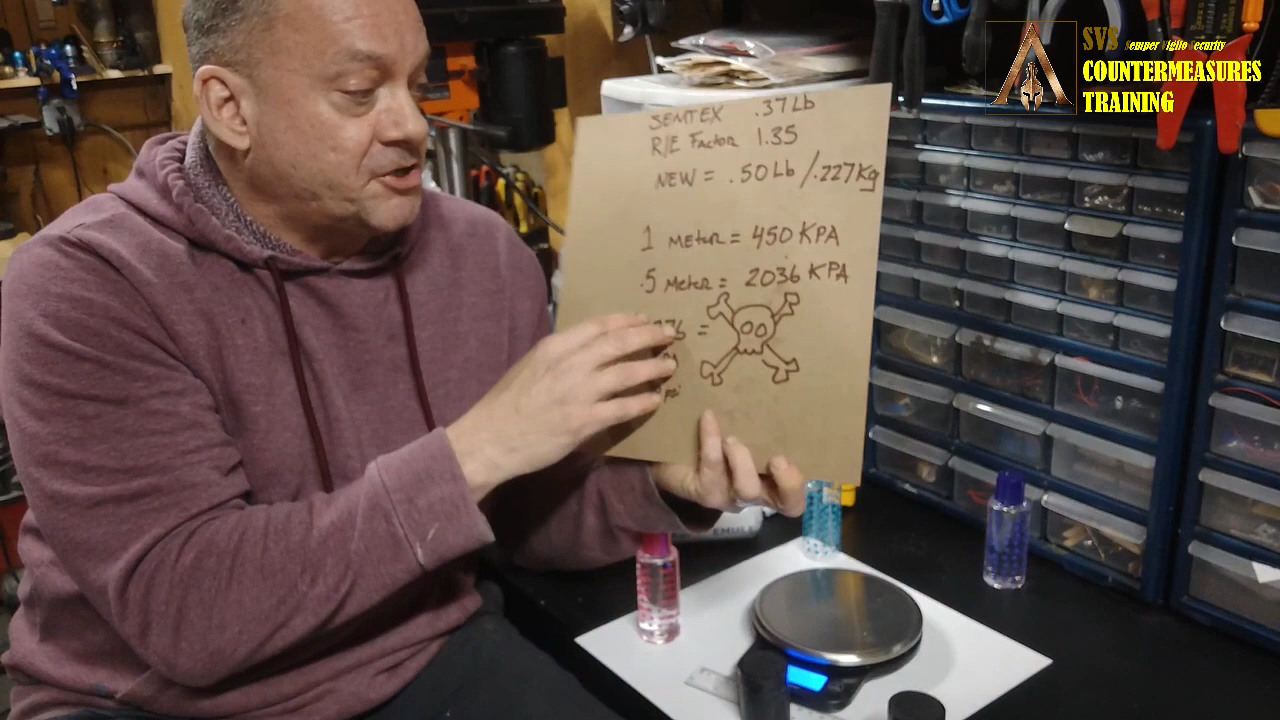 SVS Semper Vigilo Security
COUNTERMEASURES
TRAINING
SEMTEX .37Lb
R/E Factor 1.35
NEW = .50Lb/.227Kg
1 Meter = 450 KPA
.5 Meter = 2036 KPA
=